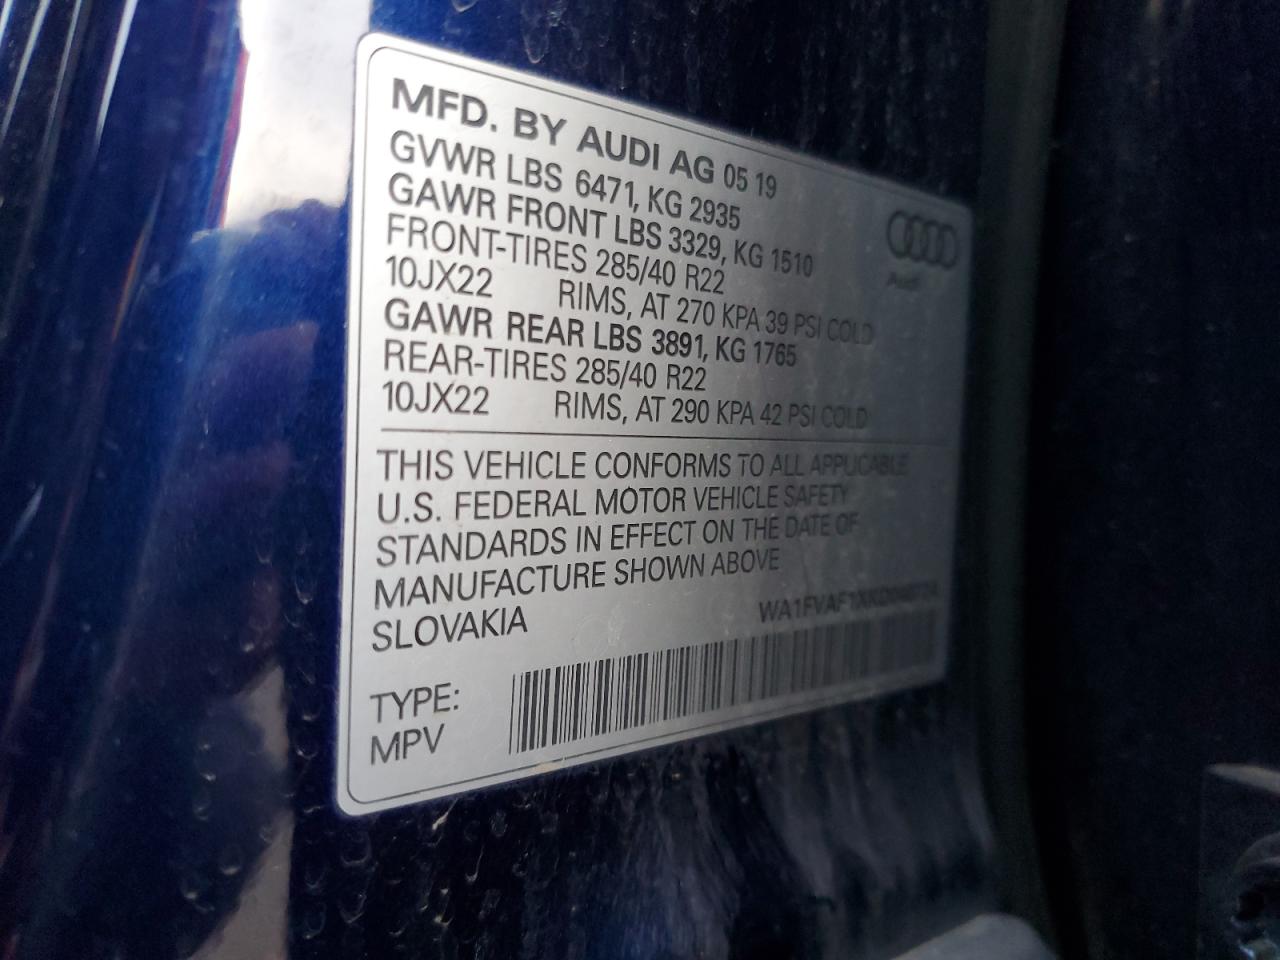 MFD. BY AUDI AG 05 19
GVWR LBS 6471, KG 2935
GAWR FRONT LBS 3329, KG 1510
FRONT-TIRES 285/40 R22
10JX22 RIMS, AT 270 KPA 39 PSI COLD
GAWR REAR LBS 3891, KG 1765
REAR-TIRES 285/40 R22
10JX22 RIMS, AT 290 KPA 42 PSI COLD
Audi
THIS VEHICLE CONFORMS TO ALL APPLICABLE
U.S. FEDERAL MOTOR VEHICLE SAFETY
STANDARDS IN EFFECT ON THE DATE OF
MANUFACTURE SHOWN ABOVE
SLOVAKIA
TYPE:
MPV